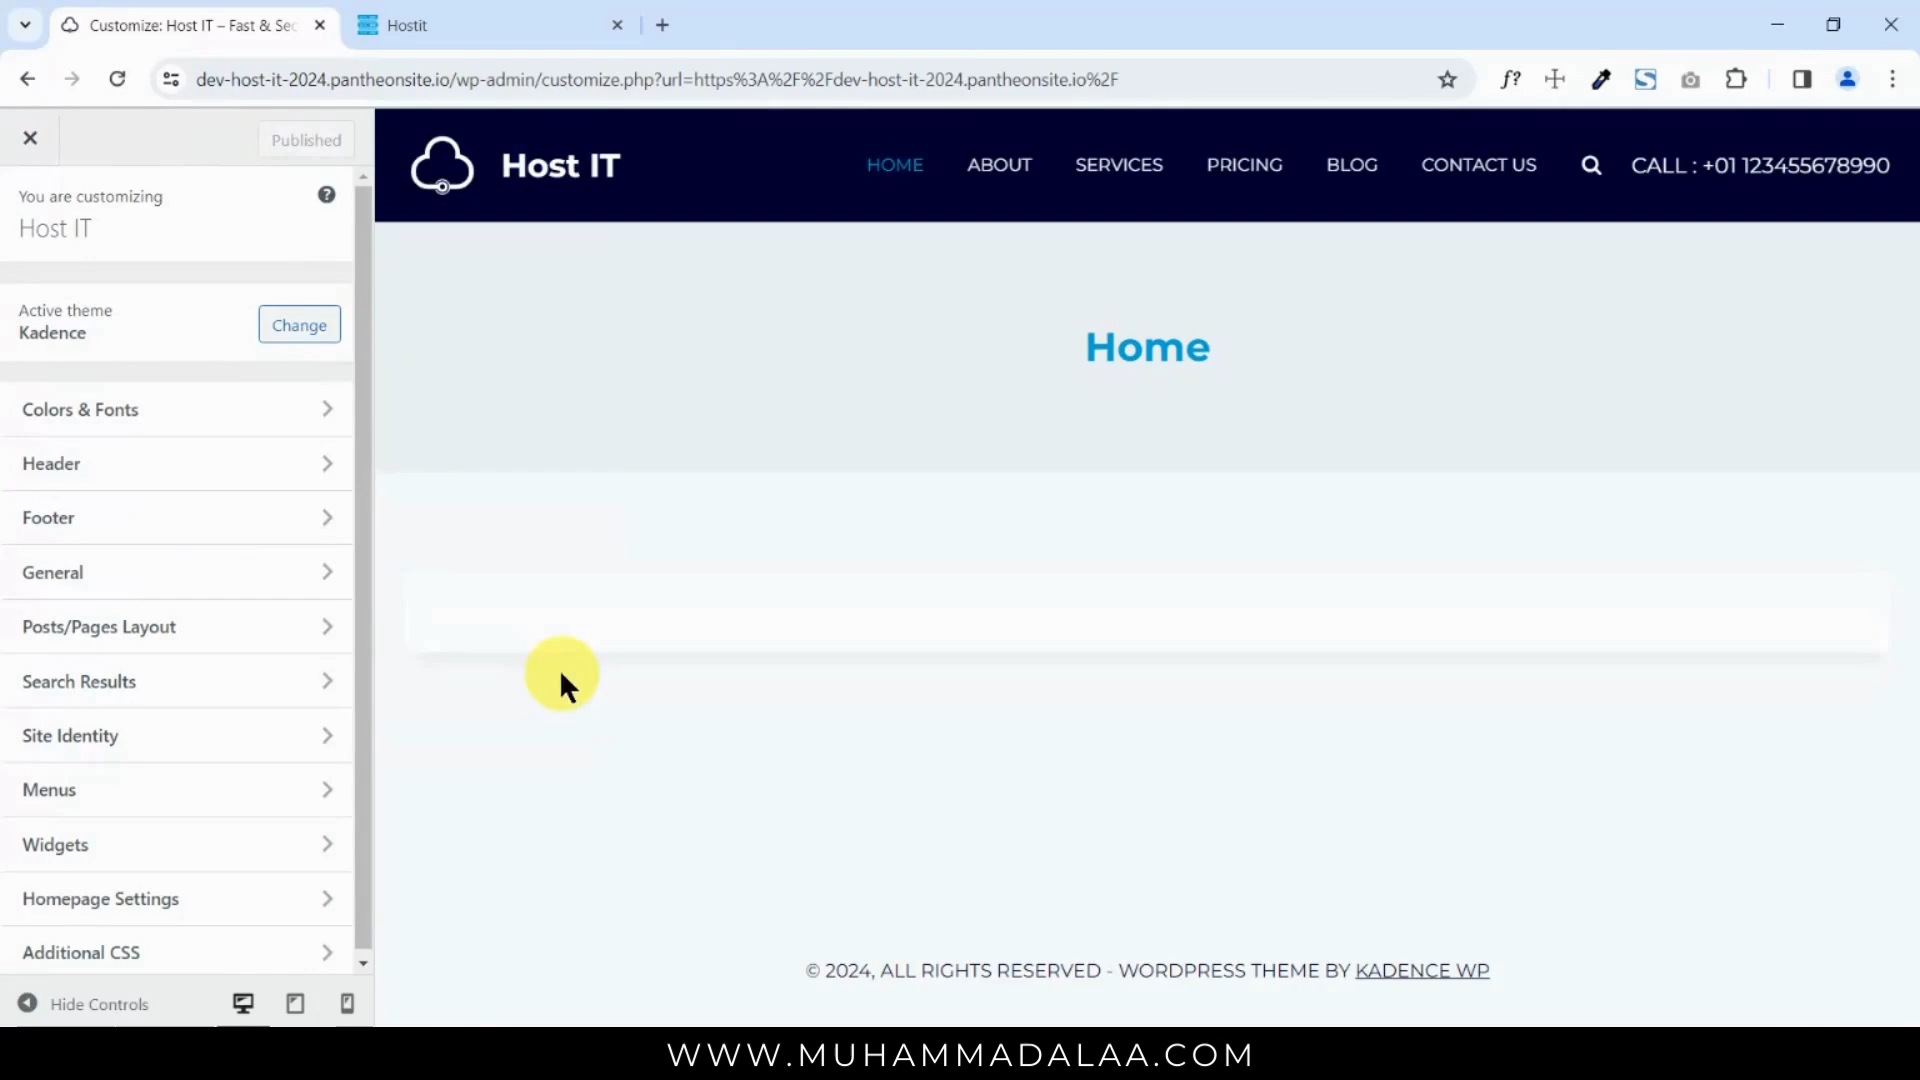 Customize: Host IT – Fast & Sec
Hostit
dev-host-it-2024.pantheonsite.io/wp-admin/customize.php?url=https%3A%2F%2Fdev-host-it-2024.pantheonsite.io%2F
f?
S
Published
You are customizing
?
Host IT
Active theme
Kadence
Change
Colors & Fonts
Header
Footer
General
Posts/Pages Layout
Search Results
Site Identity
Menus
Widgets
Homepage Settings
Additional CSS
Hide Controls
Host IT
HOME
ABOUT
SERVICES
PRICING
BLOG
CONTACT US
CALL : +01 123455678990
Home
© 2024, ALL RIGHTS RESERVED - WORDPRESS THEME BY KADENCE WP
WWW.MUHAMMADALAA.COM